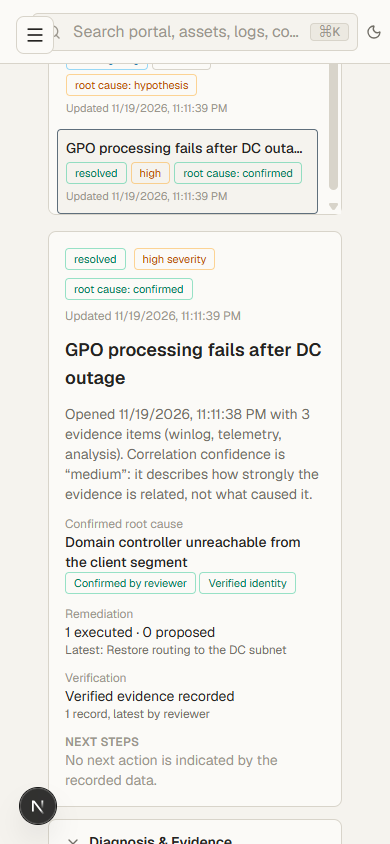 Search portal, assets, logs, co...
⌘K
root cause: hypothesis
Updated 11/19/2026, 11:11:39 PM
GPO processing fails after DC outa...
resolved high root cause: confirmed
Updated 11/19/2026, 11:11:39 PM
resolved high severity
root cause: confirmed
Updated 11/19/2026, 11:11:39 PM
GPO processing fails after DC
outage
Opened 11/19/2026, 11:11:38 PM with 3
evidence items (winlog, telemetry,
analysis). Correlation confidence is
“medium”: it describes how strongly the
evidence is related, not what caused it.
Confirmed root cause
Domain controller unreachable from
the client segment
Confirmed by reviewer Verified identity
Remediation
1 executed · 0 proposed
Latest: Restore routing to the DC subnet
Verification
Verified evidence recorded
1 record, latest by reviewer
NEXT STEPS
No next action is indicated by the
recorded data.
N
Diagnosis & Evidence